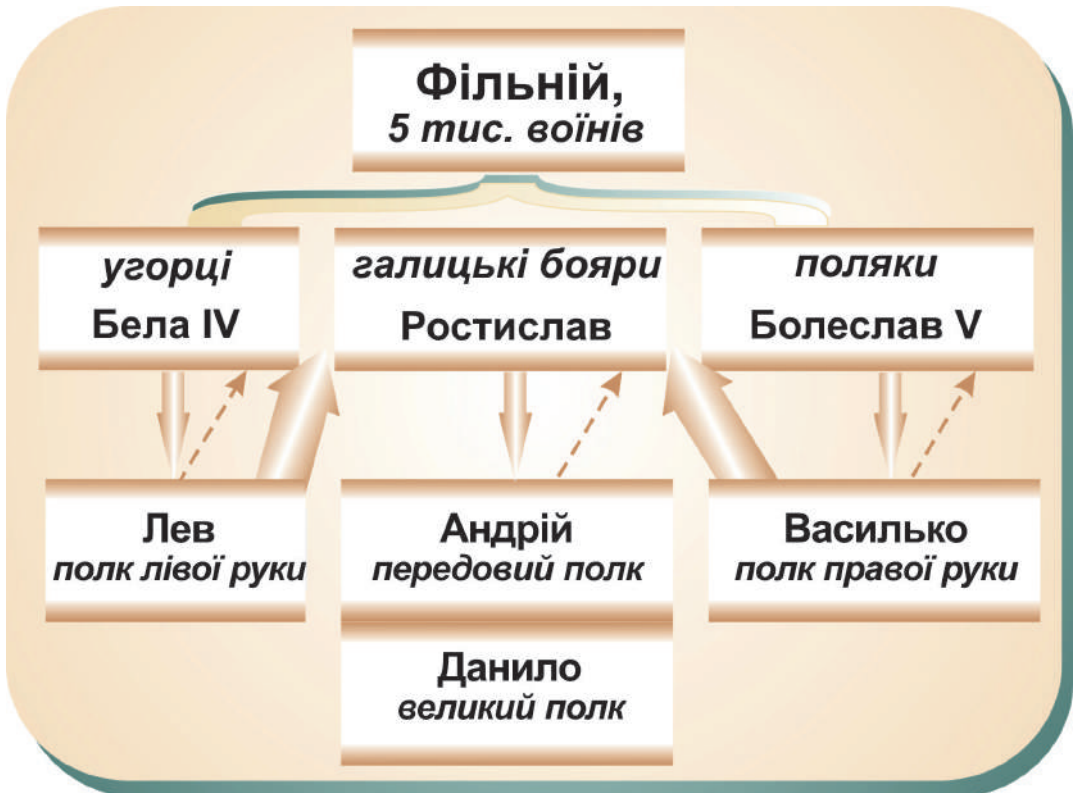 Фільній,
5 тис. воїнів
угорці
Бела IV
галицькі бояри
Ростислав
поляки
Болеслав V
Лев
полк лівої руки
Андрій
передовий полк
Василько
полк правої руки
Данило
великий полк